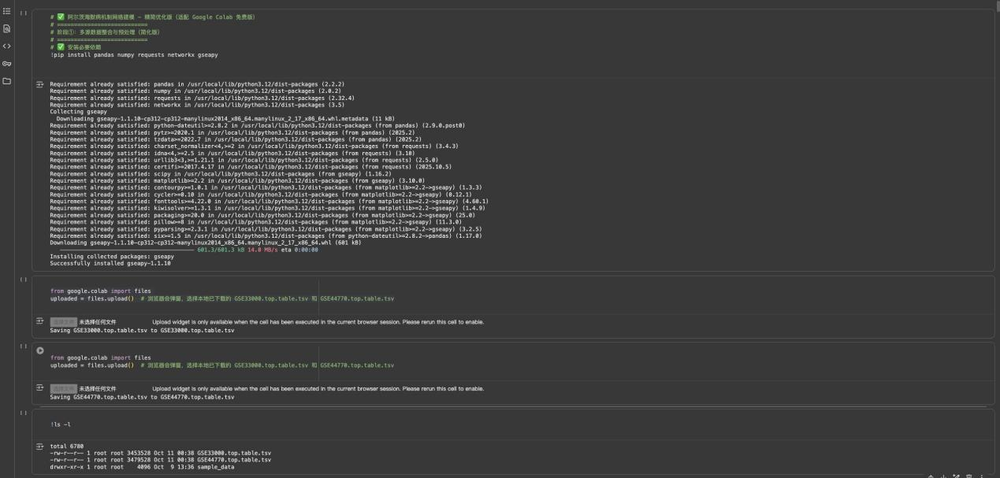 # ✅ 阿尔茨海默病机制网络建模 - 精简优化版（适配 Google Colab 免费版）
# ===========================
# 阶段①：多源数据整合与预处理（简化版）
# ===========================
# ✅ 安装必要依赖
!pip install pandas numpy requests networkx gseapy
Requirement already satisfied: pandas in /usr/local/lib/python3.12/dist-packages (2.2.2)
Requirement already satisfied: numpy in /usr/local/lib/python3.12/dist-packages (2.0.2)
Requirement already satisfied: requests in /usr/local/lib/python3.12/dist-packages (2.32.4)
Requirement already satisfied: networkx in /usr/local/lib/python3.12/dist-packages (3.5)
Collecting gseapy
  Downloading gseapy-1.1.10-cp312-cp312-manylinux2014_x86_64.manylinux_2_17_x86_64.whl.metadata (11 kB)
Requirement already satisfied: python-dateutil>=2.8.2 in /usr/local/lib/python3.12/dist-packages (from pandas) (2.9.0.post0)
Requirement already satisfied: pytz>=2020.1 in /usr/local/lib/python3.12/dist-packages (from pandas) (2025.2)
Requirement already satisfied: tzdata>=2022.7 in /usr/local/lib/python3.12/dist-packages (from pandas) (2025.2)
Requirement already satisfied: charset_normalizer<4,>=2 in /usr/local/lib/python3.12/dist-packages (from requests) (3.4.3)
Requirement already satisfied: idna<4,>=2.5 in /usr/local/lib/python3.12/dist-packages (from requests) (3.10)
Requirement already satisfied: urllib3<3,>=1.21.1 in /usr/local/lib/python3.12/dist-packages (from requests) (2.5.0)
Requirement already satisfied: certifi>=2017.4.17 in /usr/local/lib/python3.12/dist-packages (from requests) (2025.10.5)
Requirement already satisfied: scipy in /usr/local/lib/python3.12/dist-packages (from gseapy) (1.16.2)
Requirement already satisfied: matplotlib>=2.2 in /usr/local/lib/python3.12/dist-packages (from gseapy) (3.10.0)
Requirement already satisfied: contourpy>=1.0.1 in /usr/local/lib/python3.12/dist-packages (from matplotlib>=2.2->gseapy) (1.3.3)
Requirement already satisfied: cycler>=0.10 in /usr/local/lib/python3.12/dist-packages (from matplotlib>=2.2->gseapy) (0.12.1)
Requirement already satisfied: fonttools>=4.22.0 in /usr/local/lib/python3.12/dist-packages (from matplotlib>=2.2->gseapy) (4.60.1)
Requirement already satisfied: kiwisolver>=1.3.1 in /usr/local/lib/python3.12/dist-packages (from matplotlib>=2.2->gseapy) (1.4.9)
Requirement already satisfied: packaging>=20.0 in /usr/local/lib/python3.12/dist-packages (from matplotlib>=2.2->gseapy) (25.0)
Requirement already satisfied: pillow>=8 in /usr/local/lib/python3.12/dist-packages (from matplotlib>=2.2->gseapy) (11.3.0)
Requirement already satisfied: pyparsing>=2.3.1 in /usr/local/lib/python3.12/dist-packages (from matplotlib>=2.2->gseapy) (3.2.5)
Requirement already satisfied: six>=1.5 in /usr/local/lib/python3.12/dist-packages (from python-dateutil>=2.8.2->pandas) (1.17.0)
Downloading gseapy-1.1.10-cp312-cp312-manylinux2014_x86_64.manylinux_2_17_x86_64.whl (601 kB)
601.3/601.3 kB 14.0 MB/s eta 0:00:00
Installing collected packages: gseapy
Successfully installed gseapy-1.1.10
from google.colab import files
uploaded = files.upload()  # 浏览器会弹窗，选择本地已下载的 GSE33000.top.table.tsv 和 GSE44770.top.table.tsv
选择文件 未选择任何文件 Upload widget is only available when the cell has been executed in the current browser session. Please rerun this cell to enable.
Saving GSE33000.top.table.tsv to GSE33000.top.table.tsv
from google.colab import files
uploaded = files.upload()  # 浏览器会弹窗，选择本地已下载的 GSE33000.top.table.tsv 和 GSE44770.top.table.tsv
选择文件 未选择任何文件 Upload widget is only available when the cell has been executed in the current browser session. Please rerun this cell to enable.
Saving GSE44770.top.table.tsv to GSE44770.top.table.tsv
!ls -l
total 6780
-rw-r--r-- 1 root root 3453528 Oct 11 00:38 GSE33000.top.table.tsv
-rw-r--r-- 1 root root 3479528 Oct 11 00:38 GSE44770.top.table.tsv
drwxr-xr-x 1 root root    4096 Oct  9 13:36 sample_data